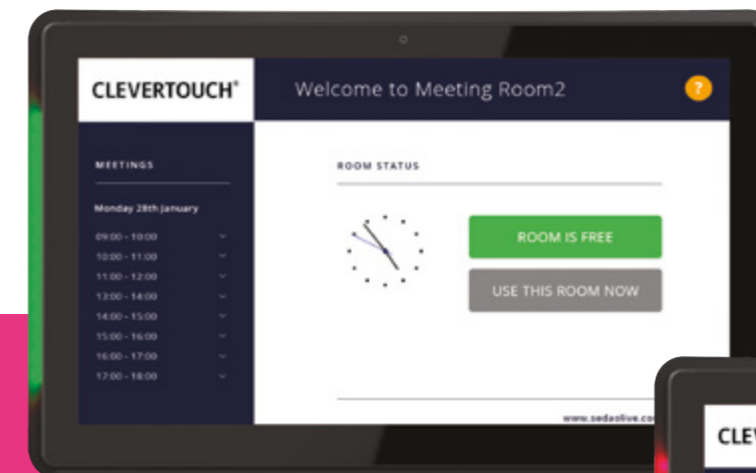 CLEVERTOUCH®
Welcome to Meeting Room2
?
MEETINGS
Monday 28th January
09:00 - 10:00
10:00 - 11:00
11:00 - 12:00
13:00 - 14:00
14:00 - 15:00
15:00 - 16:00
16:00 - 17:00
17:00 - 18:00
ROOM STATUS
ROOM IS FREE
USE THIS ROOM NOW
www.sedaolive.co
CLEV